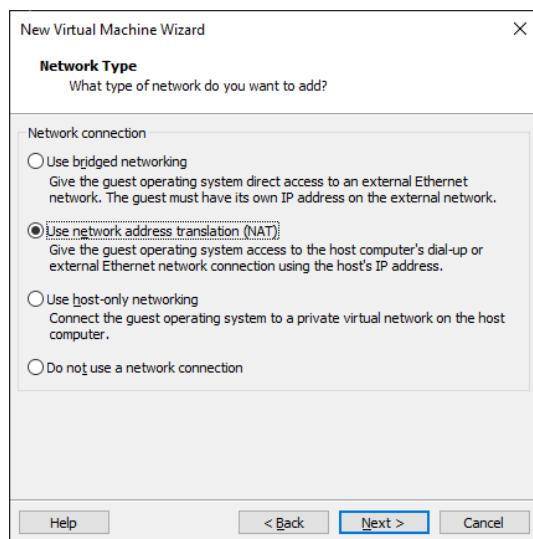 New Virtual Machine Wizard
Network Type
What type of network do you want to add?
Network connection
Use bridged networking
Give the guest operating system direct access to an external Ethernet
network. The guest must have its own IP address on the external network.
Use network address translation (NAT)
Give the guest operating system access to the host computer's dial-up or
external Ethernet network connection using the host's IP address.
Use host-only networking
Connect the guest operating system to a private virtual network on the host
computer.
Do not use a network connection
Help
< Back
Next >
Cancel